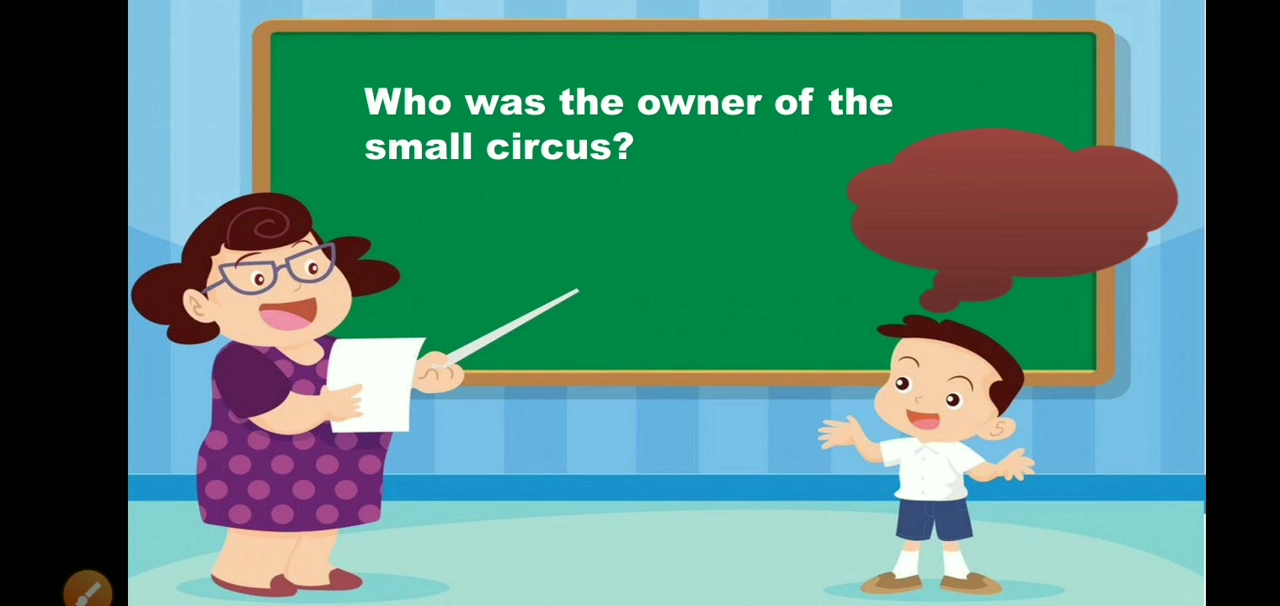 Who was the owner of the
small circus?